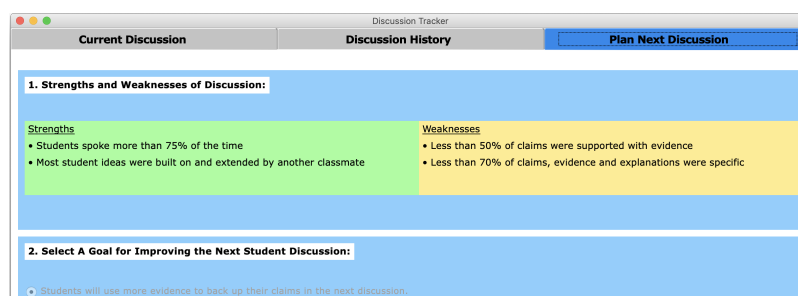 Discussion Tracker
Current Discussion
Discussion History
Plan Next Discussion
1. Strengths and Weaknesses of Discussion:
Strengths
• Students spoke more than 75% of the time
• Most student ideas were built on and extended by another classmate
Weaknesses
• Less than 50% of claims were supported with evidence
• Less than 70% of claims, evidence and explanations were specific
2. Select A Goal for Improving the Next Student Discussion:
Students will use more evidence to back up their claims in the next discussion.